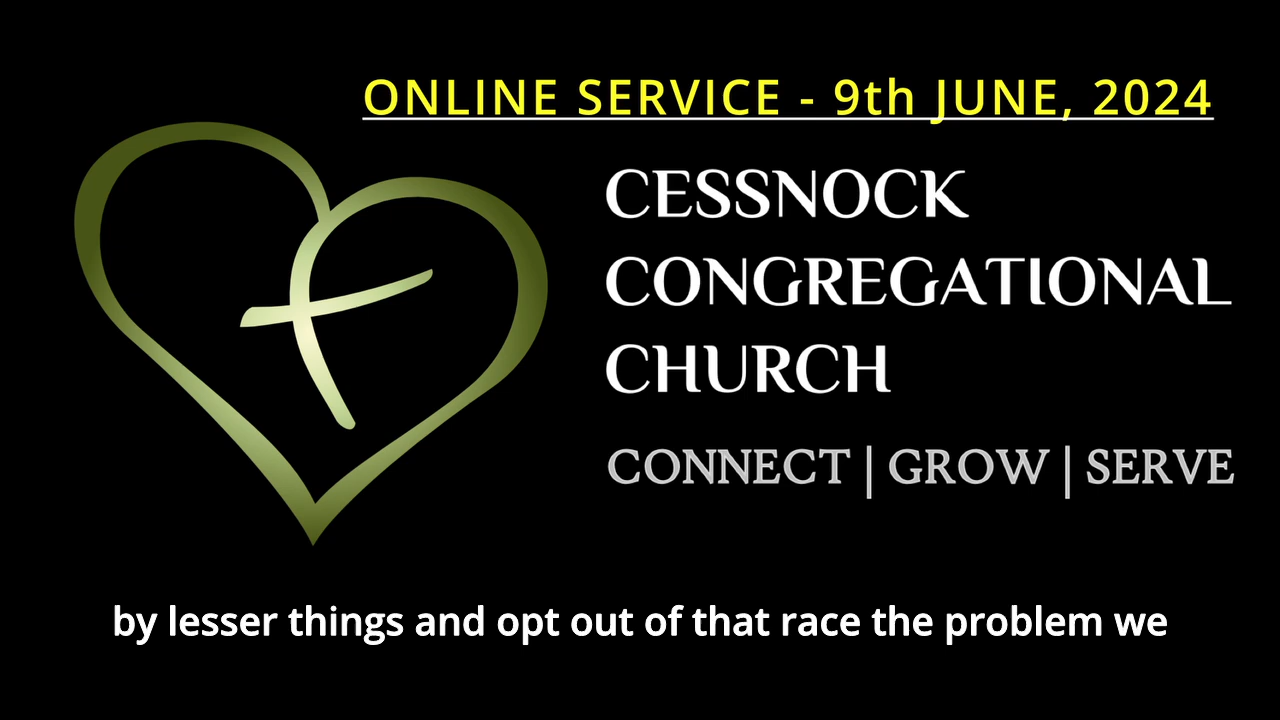 ONLINE SERVICE - 9th JUNE, 2024
CESSNOCK
CONGREGATIONAL
CHURCH
CONNECT | GROW | SERVE
by lesser things and opt out of that race the problem we